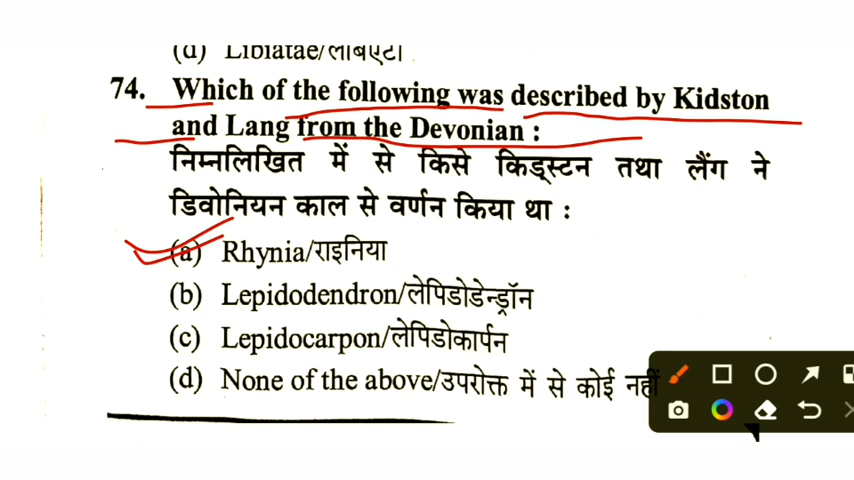 (d) Libiatae/लाबिएटी
74. Which of the following was described by Kidston
and Lang from the Devonian :
निम्नलिखित में से किसे किड्स्टन तथा लैंग ने
डिवोनियन काल से वर्णन किया था :
(a) Rhynia/राइनिया
(b) Lepidodendron/लेपिडोडेन्ड्रॉन
(c) Lepidocarpon/लेपिडोकार्पन
(d) None of the above/उपरोक्त में से कोई नहीं